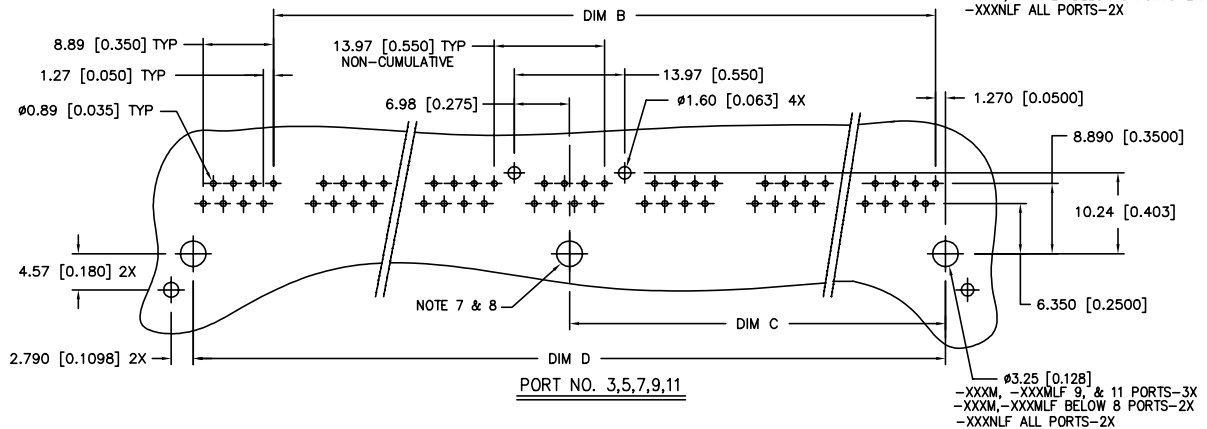 -XXXNLF ALL PORTS-2X
DIM B
8.89 [0.350] TYP
13.97 [0.550] TYP
NON-CUMULATIVE
1.27 [0.050] TYP
13.97 [0.550]
6.98 [0.275]
ø1.60 [0.063] 4X
1.270 [0.0500]
ø0.89 [0.035] TYP
8.890 [0.3500]
10.24 [0.403]
4.57 [0.180] 2X
NOTE 7 & 8
6.350 [0.2500]
DIM C
2.790 [0.1098] 2X
DIM D
PORT NO. 3,5,7,9,11
ø3.25 [0.128]
-XXXM, -XXXMLF 9, & 11 PORTS-3X
-XXXM,-XXXMLF BELOW 8 PORTS-2X
-XXXNLF ALL PORTS-2X